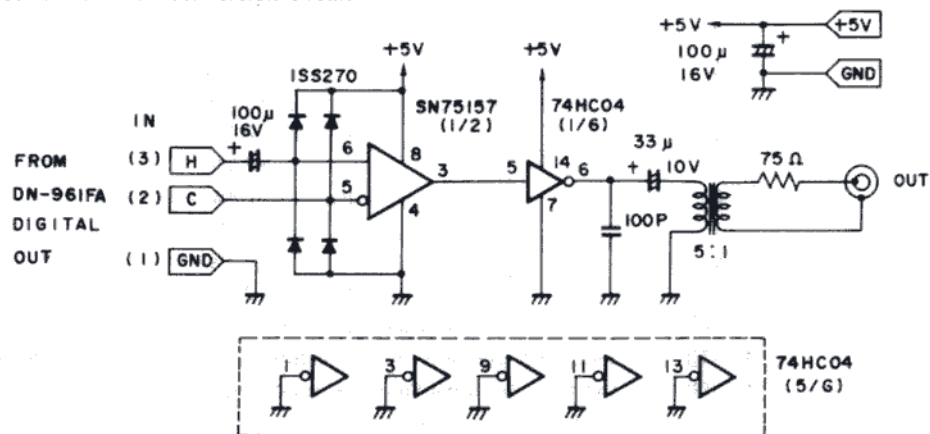 +5V
+5V
100μ
16V
+
GND
+5V
+5V
1SS270
SN75157
(1/2)
74HC04
(1/6)
IN
100μ
16V
+
33μ
+
10V
75Ω
FROM
(3)
H
6
8
3
5
14
6
OUT
DN-961FA
(2)
C
5
4
7
100P
DIGITAL
5:1
OUT
(1)
GND
1
3
9
11
13
74HC04
(5/6)